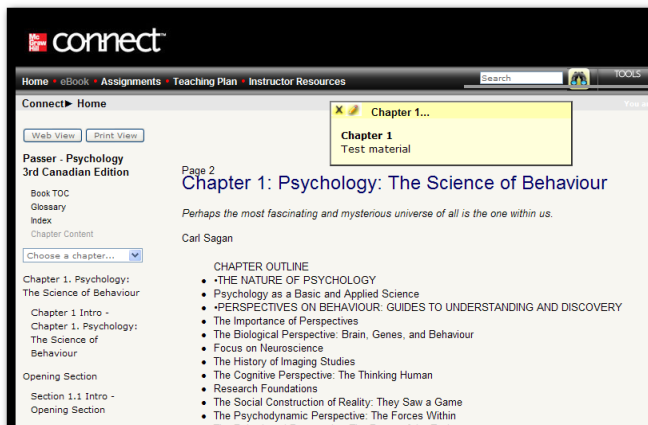 Mc
Graw
Hill
connect™
Home • eBook • Assignments • Teaching Plan • Instructor Resources
Search
TOOLS
Connect► Home
X Chapter 1...
Chapter 1
Test material
Web View
Print View
Passer - Psychology
3rd Canadian Edition
Book TOC
Glossary
Index
Chapter Content
Choose a chapter...
Chapter 1. Psychology:
The Science of Behaviour
Chapter 1 Intro -
Chapter 1. Psychology:
The Science of
Behaviour
Opening Section
Section 1.1 Intro -
Opening Section
Page 2
Chapter 1: Psychology: The Science of Behaviour
Perhaps the most fascinating and mysterious universe of all is the one within us.
Carl Sagan
CHAPTER OUTLINE
• •THE NATURE OF PSYCHOLOGY
• Psychology as a Basic and Applied Science
• •PERSPECTIVES ON BEHAVIOUR: GUIDES TO UNDERSTANDING AND DISCOVERY
• The Importance of Perspectives
• The Biological Perspective: Brain, Genes, and Behaviour
• Focus on Neuroscience
• The History of Imaging Studies
• The Cognitive Perspective: The Thinking Human
• Research Foundations
• The Social Construction of Reality: They Saw a Game
• The Psychodynamic Perspective: The Forces Within